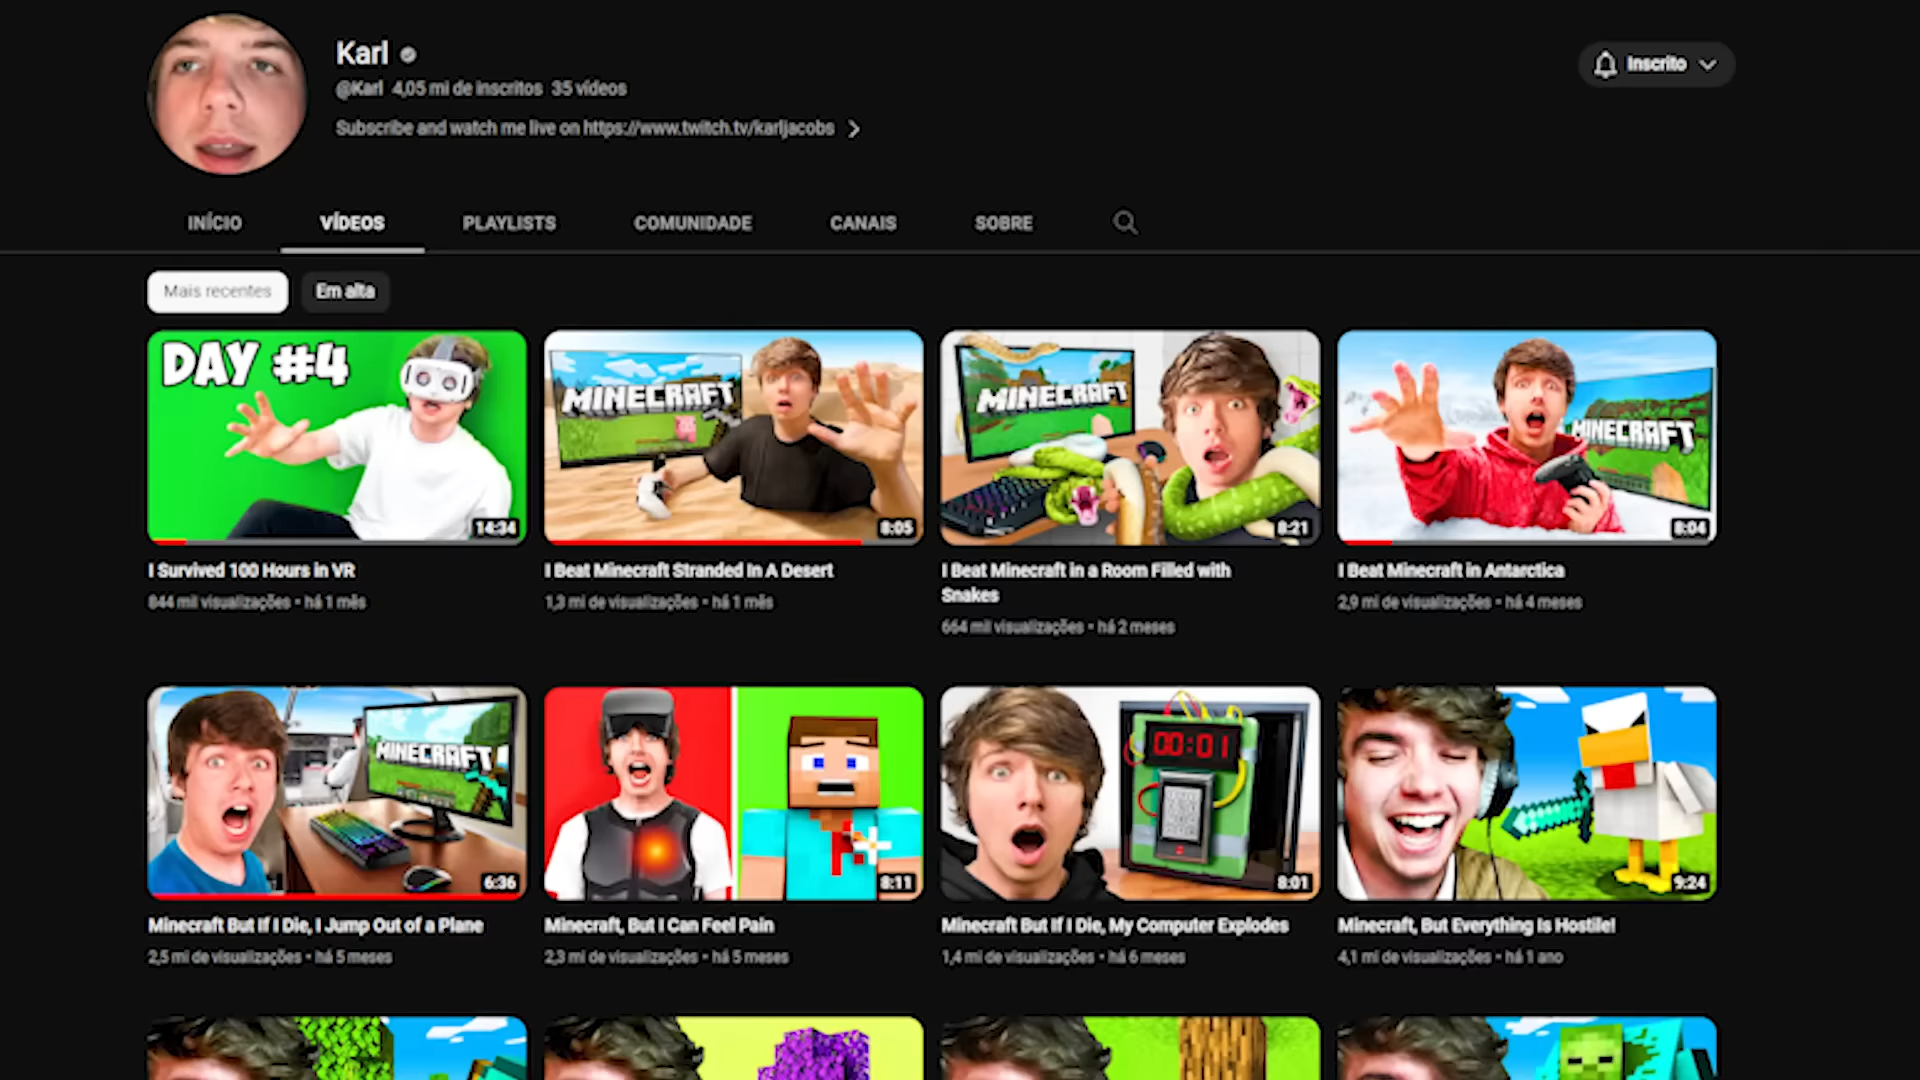 Karl
@Karl 4,05 mi de inscritos 35 vídeos
Inscrito
Subscribe and watch me live on https://www.twitch.tv/karljacobs
INÍCIO VÍDEOS PLAYLISTS COMUNIDADE CANAIS SOBRE
Mais recentes Em alta
DAY #4
14:34
MINECRAFT
8:05
MINECRAFT
8:21
MINECRAFT
8:04
I Survived 100 Hours in VR
844 mil visualizações • há 1 mês
I Beat Minecraft Stranded In A Desert
1,3 mi de visualizações • há 1 mês
I Beat Minecraft in a Room Filled with
Snakes
664 mil visualizações • há 2 meses
I Beat Minecraft in Antarctica
2,9 mi de visualizações • há 4 meses
MINECRAFT
6:36
8:11
00:01
8:01
9:24
Minecraft But If I Die, I Jump Out of a Plane
2,5 mi de visualizações • há 5 meses
Minecraft, But I Can Feel Pain
2,3 mi de visualizações • há 5 meses
Minecraft But If I Die, My Computer Explodes
1,4 mi de visualizações • há 6 meses
Minecraft, But Everything Is Hostile!
4,1 mi de visualizações • há 1 ano